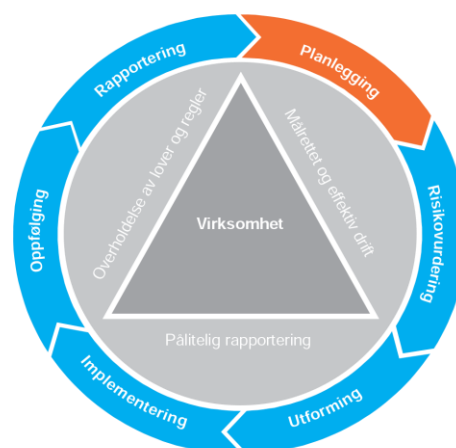 Rapportering
Planlegging
Risikovurdering
Utforming
Implementering
Oppfølging
Overholdelse av lover og regler
Målrettet og effektiv drift
Virksomhet
Pålitelig rapportering